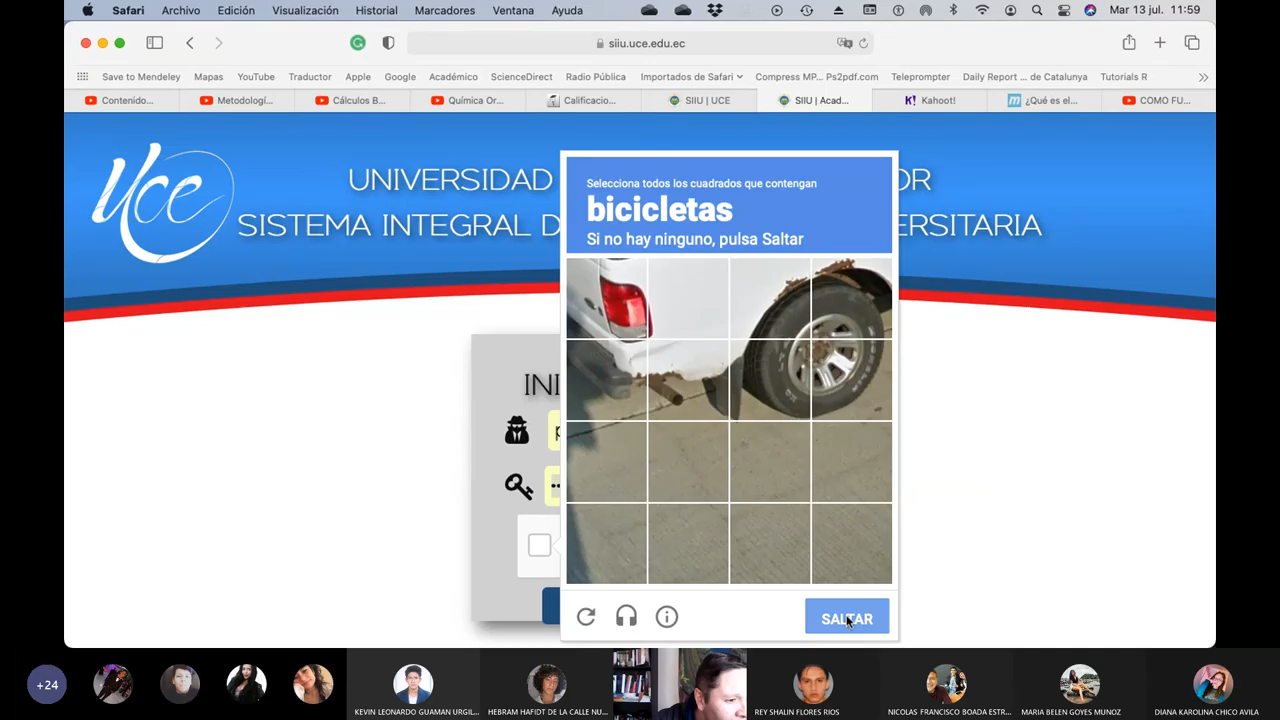 Safari Archivo Edición Visualización Historial Marcadores Ventana Ayuda Mar 13 jul. 11:59
siiu.uce.edu.ec
Save to Mendeley Mapas YouTube Traductor Apple Google Académico ScienceDirect Radio Pública Importados de Safari Compress MP... Ps2pdf.com Teleprompter Daily Report ... de Catalunya Tutorials R
Contenido... Metodologí... Cálculos B... Química Or... Calificacio... SIIU | UCE SIIU | Acad... Kahoot! ¿Qué es el... COMO FU...
uce
UNIVERSIDAD OR
SISTEMA INTEGRAL D ERSITARIA
Selecciona todos los cuadrados que contengan
bicicletas
Si no hay ninguno, pulsa Saltar
INI
p
SALTAR
+24
KEVIN LEONARDO GUAMAN URGIL... HEBRAM HAFIDT DE LA CALLE NU... REY SHALIN FLORES RIOS NICOLAS FRANCISCO BOADA ESTR... MARIA BELEN GOYES MUNOZ DIANA KAROLINA CHICO AVILA